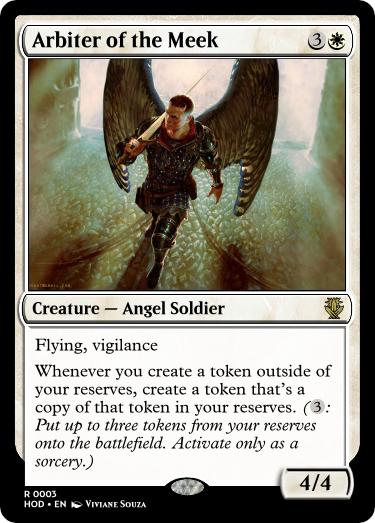 Arbiter of the Meek 3
Creature — Angel Soldier
Flying, vigilance
Whenever you create a token outside of
your reserves, create a token that's a
copy of that token in your reserves. (3:
Put up to three tokens from your reserves
onto the battlefield. Activate only as a
sorcery.)
4/4
R 0003
HOD • EN Viviane Souza